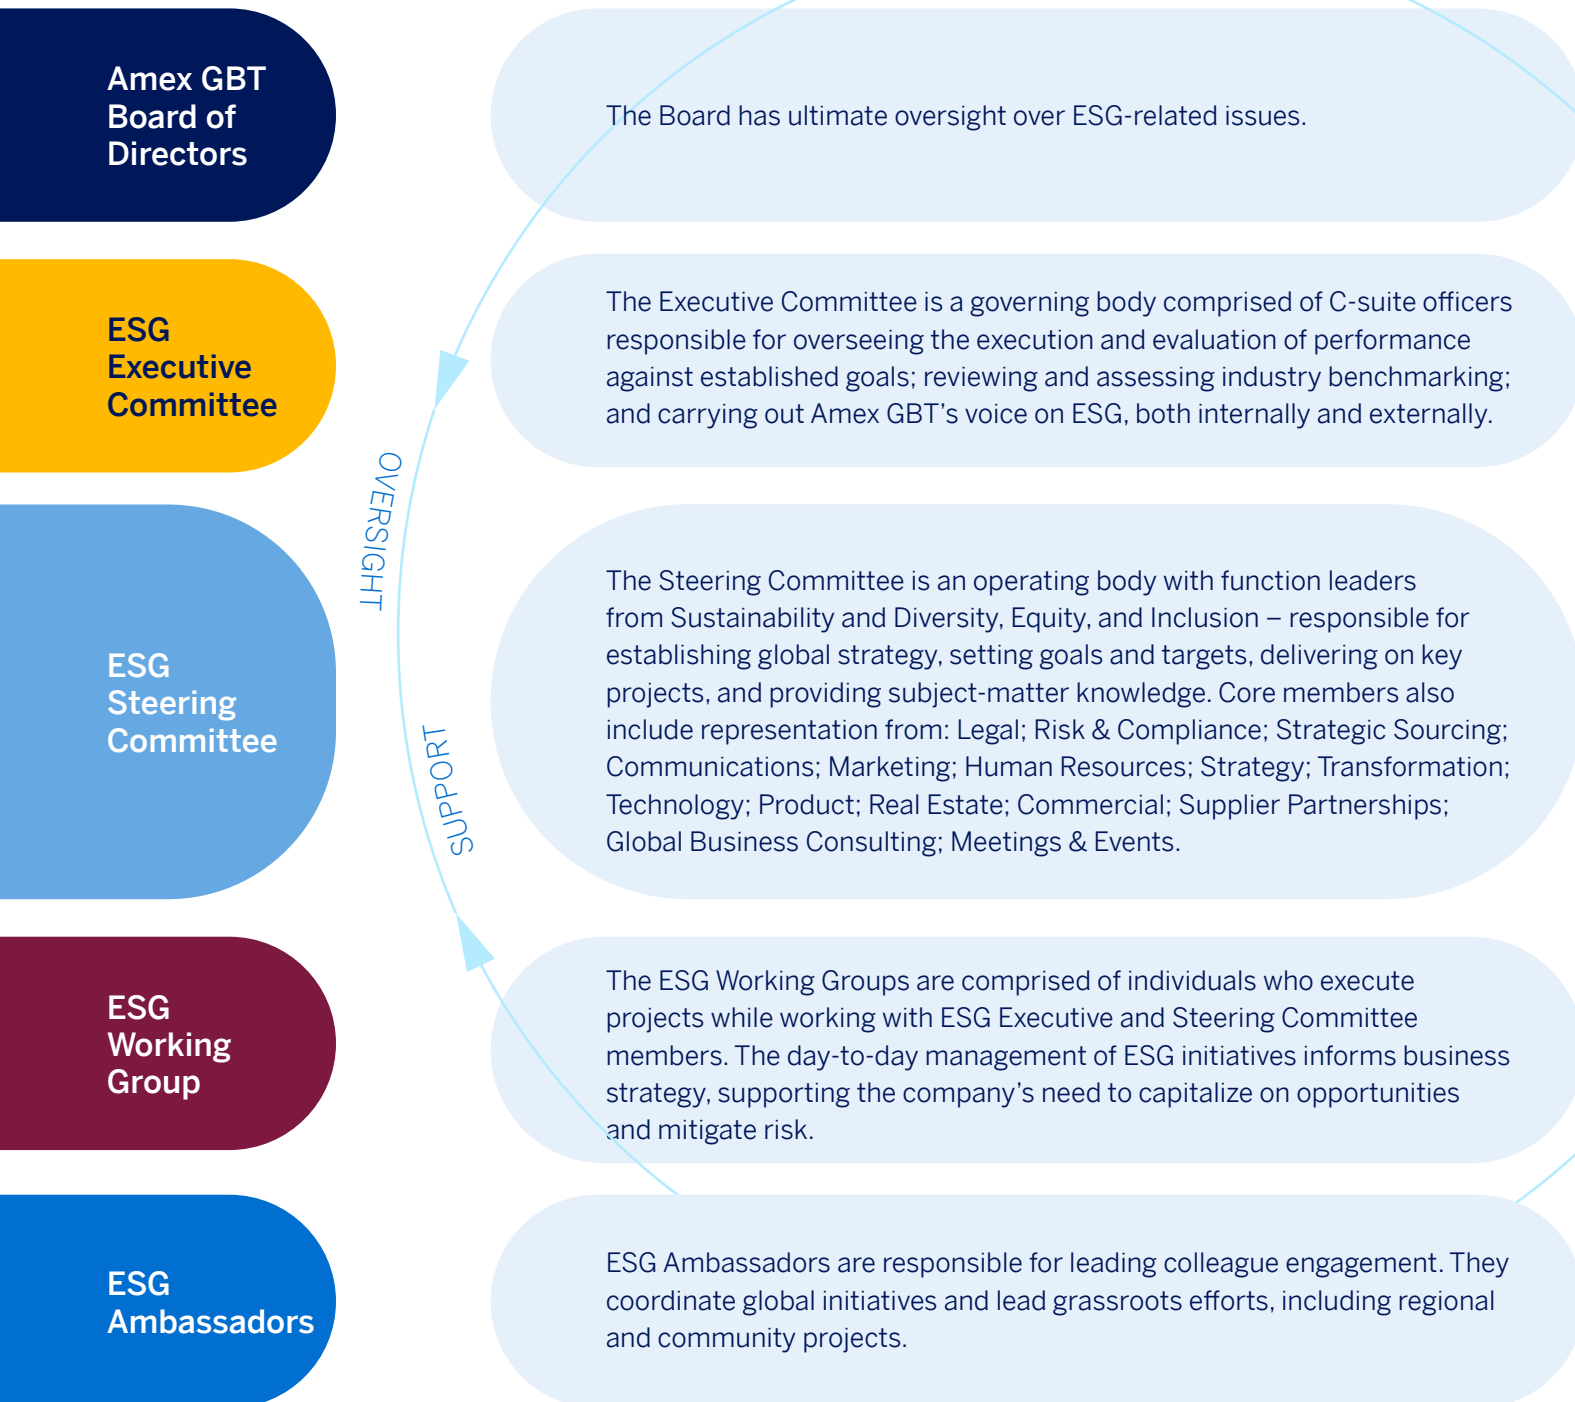 Amex GBT
Board of
Directors
The Board has ultimate oversight over ESG-related issues.
ESG
Executive
Committee
The Executive Committee is a governing body comprised of C-suite officers
responsible for overseeing the execution and evaluation of performance
against established goals; reviewing and assessing industry benchmarking;
and carrying out Amex GBT’s voice on ESG, both internally and externally.
OVERSIGHT
ESG
Steering
Committee
The Steering Committee is an operating body with function leaders
from Sustainability and Diversity, Equity, and Inclusion – responsible for
establishing global strategy, setting goals and targets, delivering on key
projects, and providing subject-matter knowledge. Core members also
include representation from: Legal; Risk & Compliance; Strategic Sourcing;
Communications; Marketing; Human Resources; Strategy; Transformation;
Technology; Product; Real Estate; Commercial; Supplier Partnerships;
Global Business Consulting; Meetings & Events.
SUPPORT
ESG
Working
Group
The ESG Working Groups are comprised of individuals who execute
projects while working with ESG Executive and Steering Committee
members. The day-to-day management of ESG initiatives informs business
strategy, supporting the company’s need to capitalize on opportunities
and mitigate risk.
ESG
Ambassadors
ESG Ambassadors are responsible for leading colleague engagement. They
coordinate global initiatives and lead grassroots efforts, including regional
and community projects.